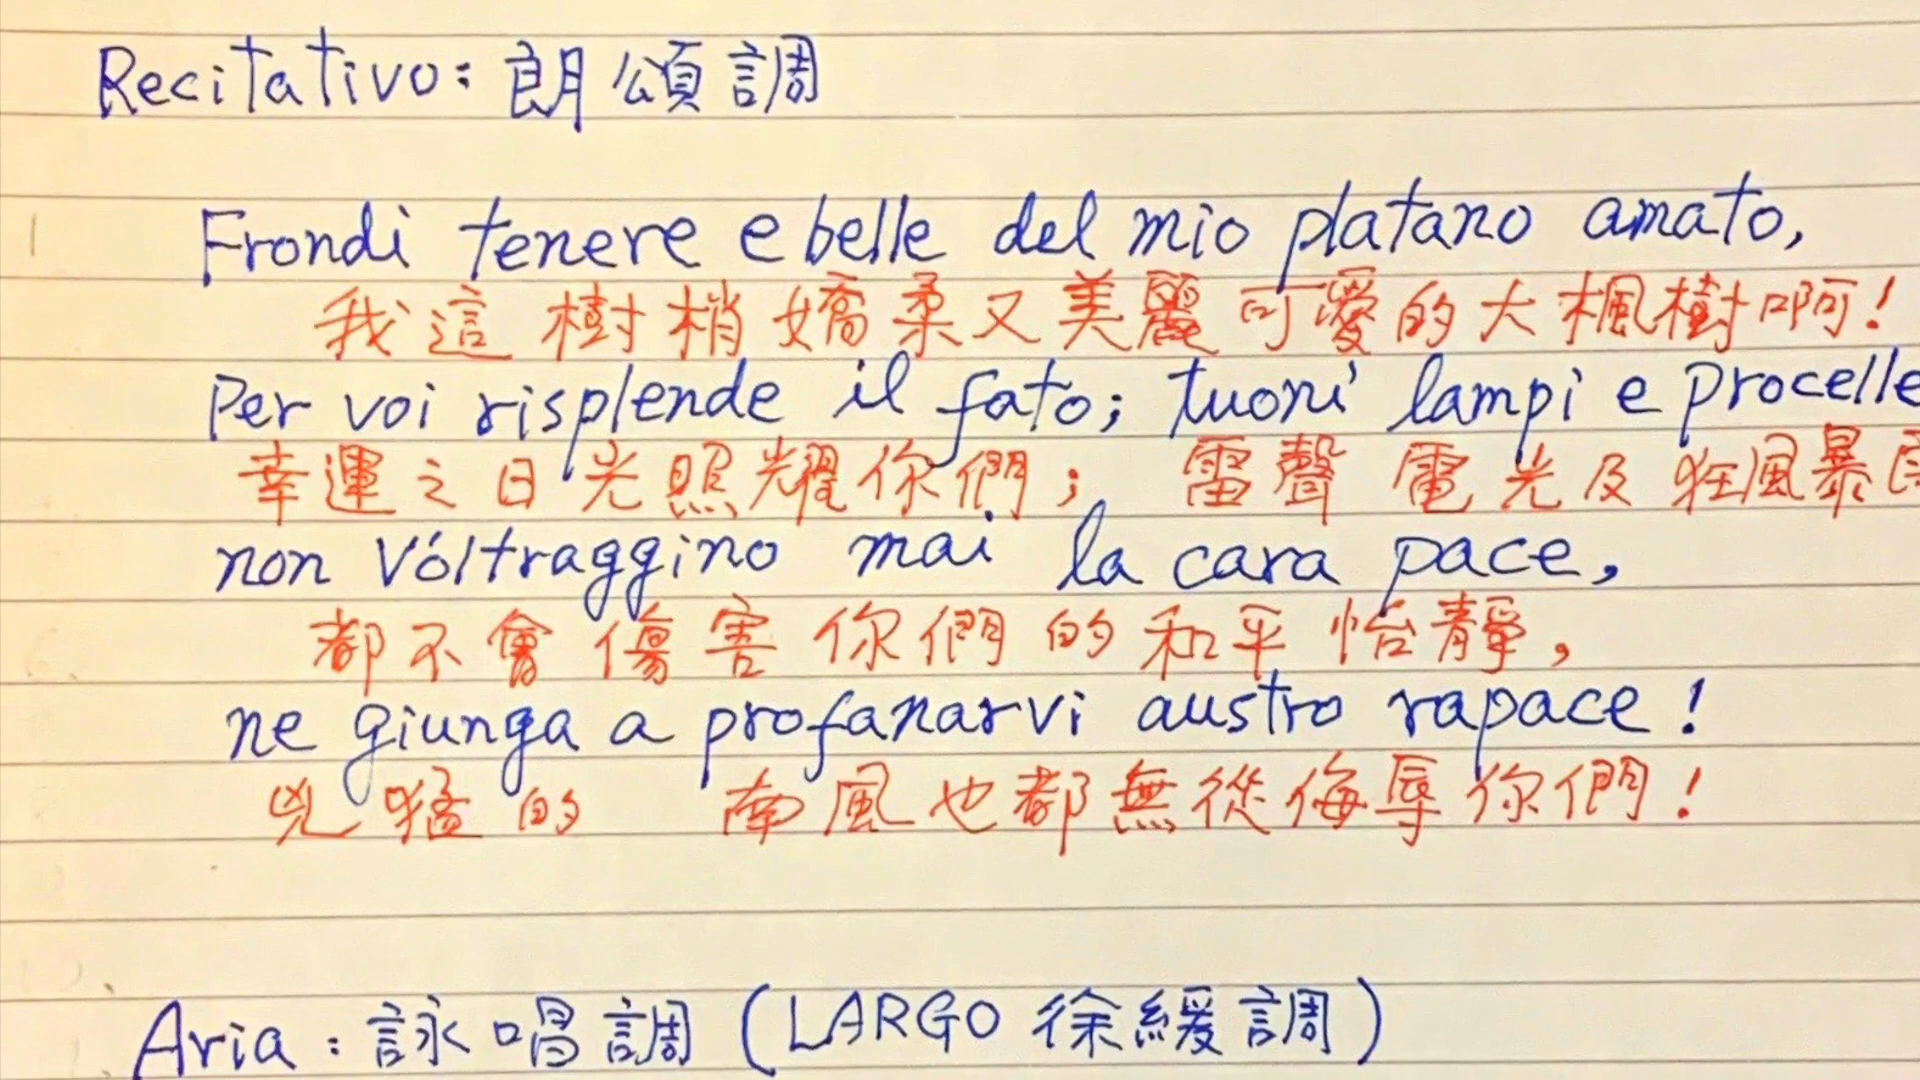 Recitativo: 朗頌調
Frondi tenere e belle del mio platano amato,
我這樹梢嬌柔又美麗可愛的大楓樹啊!
Per voi risplende il fato; tuoni lampi e procelle
幸運之日光照耀你們; 雷聲電光及狂風暴雨
non Vóltraggino mai la cara pace,
都不會傷害你們的和平怡靜,
ne giunga a profanarvi austro rapace!
兇猛的 南風也都無從侮辱你們!
Aria: 詠唱調 (LARGO 徐緩調)